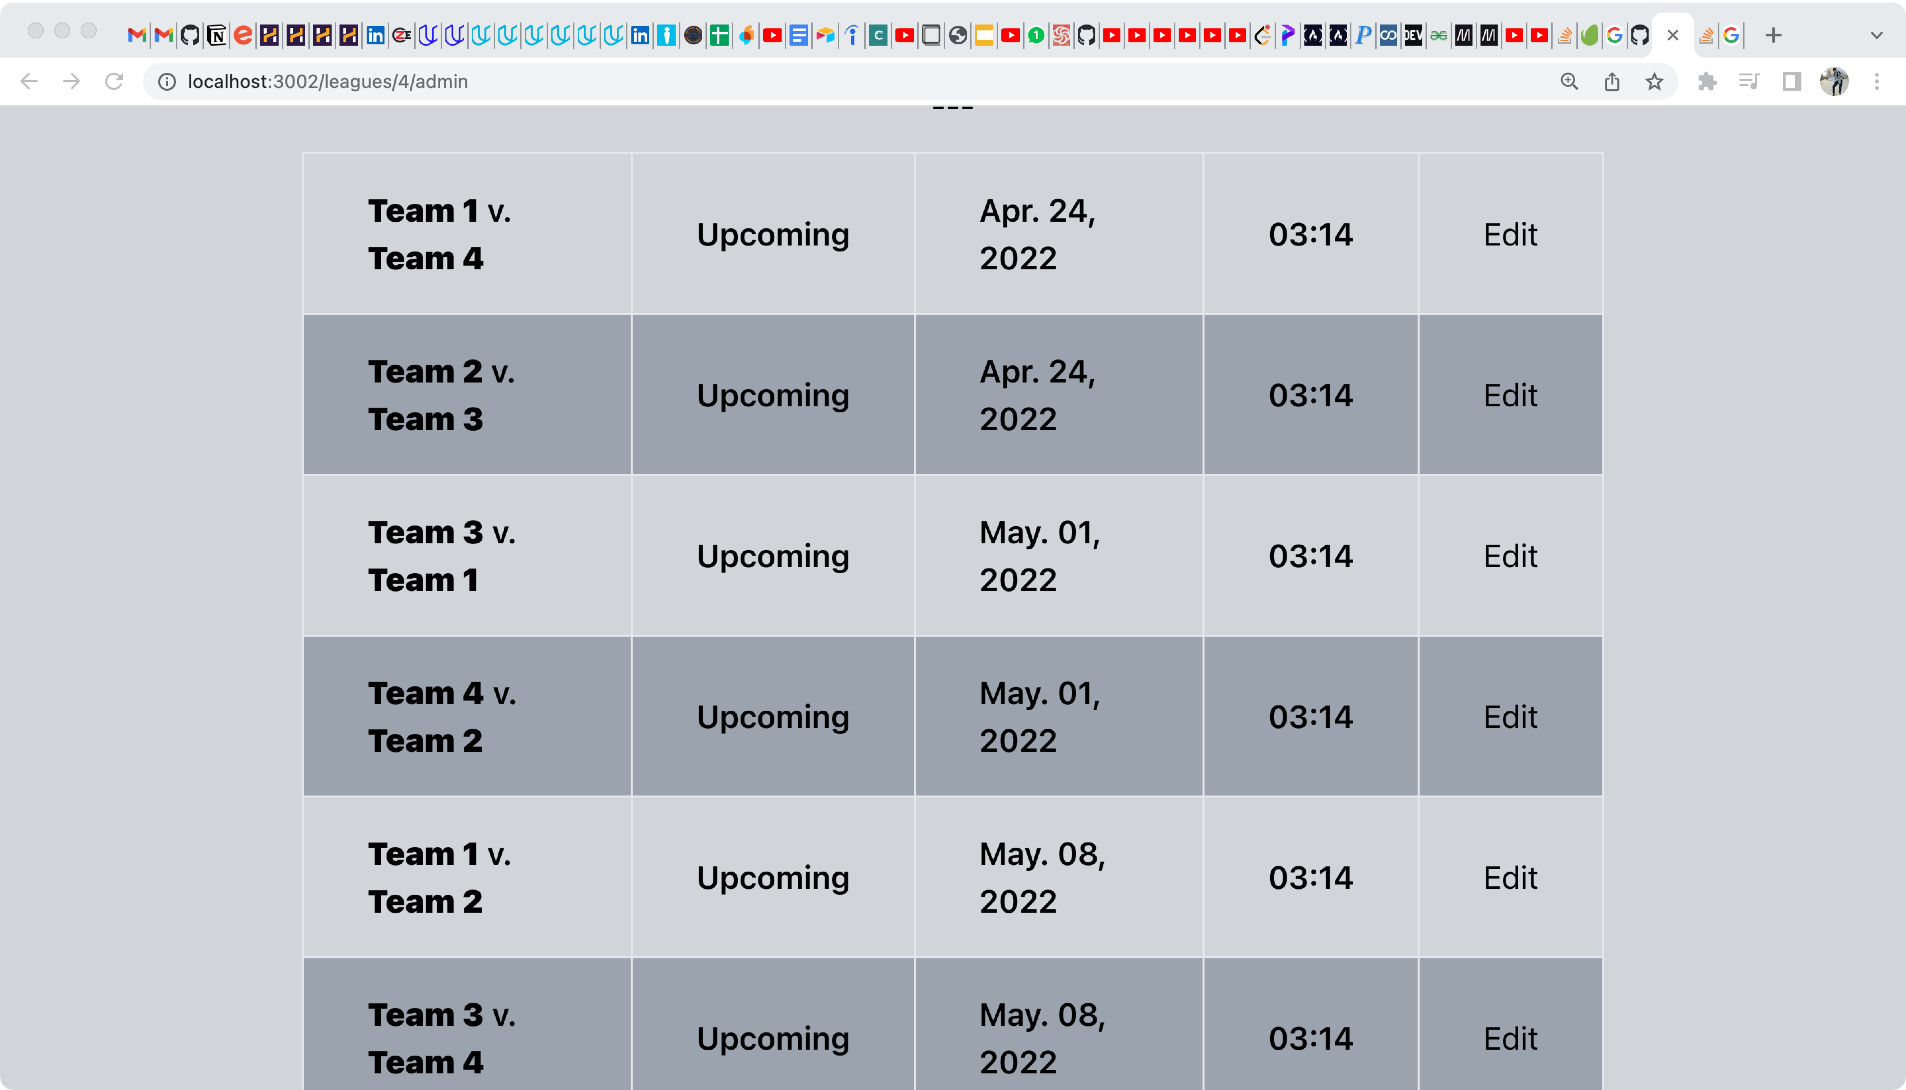 localhost:3002/leagues/4/admin
Team 1 v.
Team 4
Upcoming
Apr. 24,
2022
03:14
Edit
Team 2 v.
Team 3
Upcoming
Apr. 24,
2022
03:14
Edit
Team 3 v.
Team 1
Upcoming
May. 01,
2022
03:14
Edit
Team 4 v.
Team 2
Upcoming
May. 01,
2022
03:14
Edit
Team 1 v.
Team 2
Upcoming
May. 08,
2022
03:14
Edit
Team 3 v.
Team 4
Upcoming
May. 08,
2022
03:14
Edit